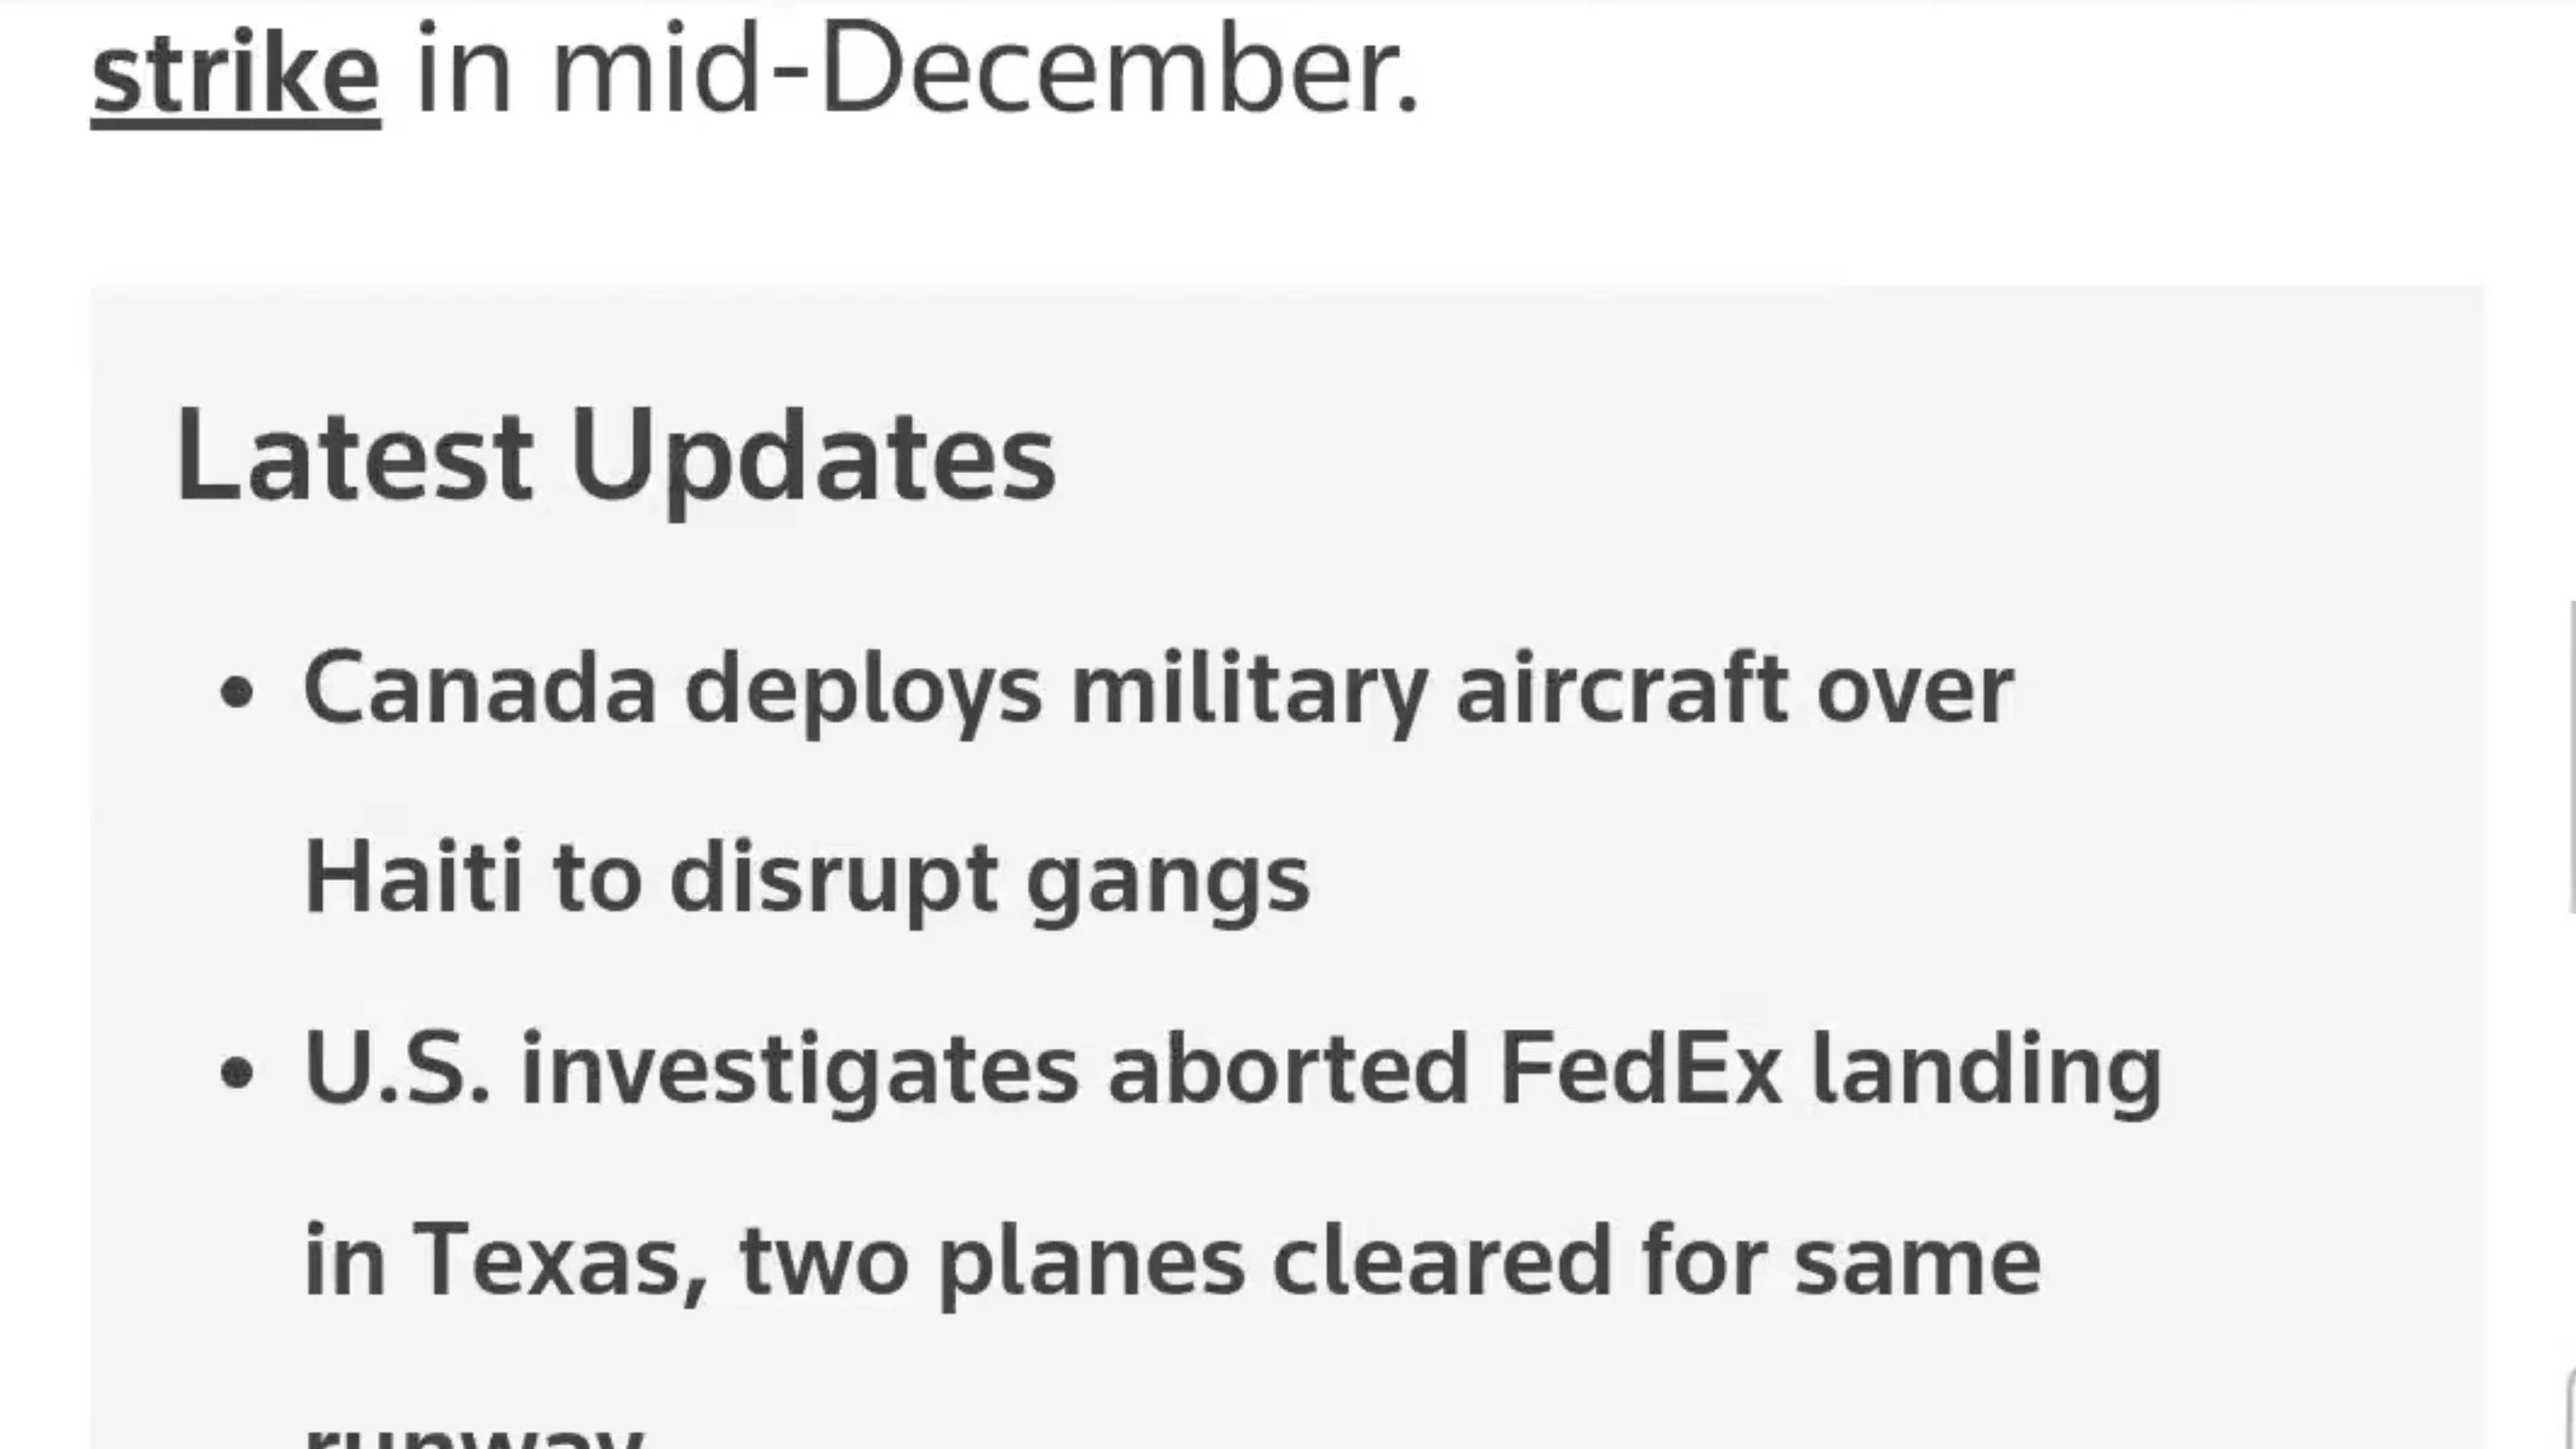 strike in mid-December.
Latest Updates
• Canada deploys military aircraft over
Haiti to disrupt gangs
• U.S. investigates aborted FedEx landing
in Texas, two planes cleared for same
runway